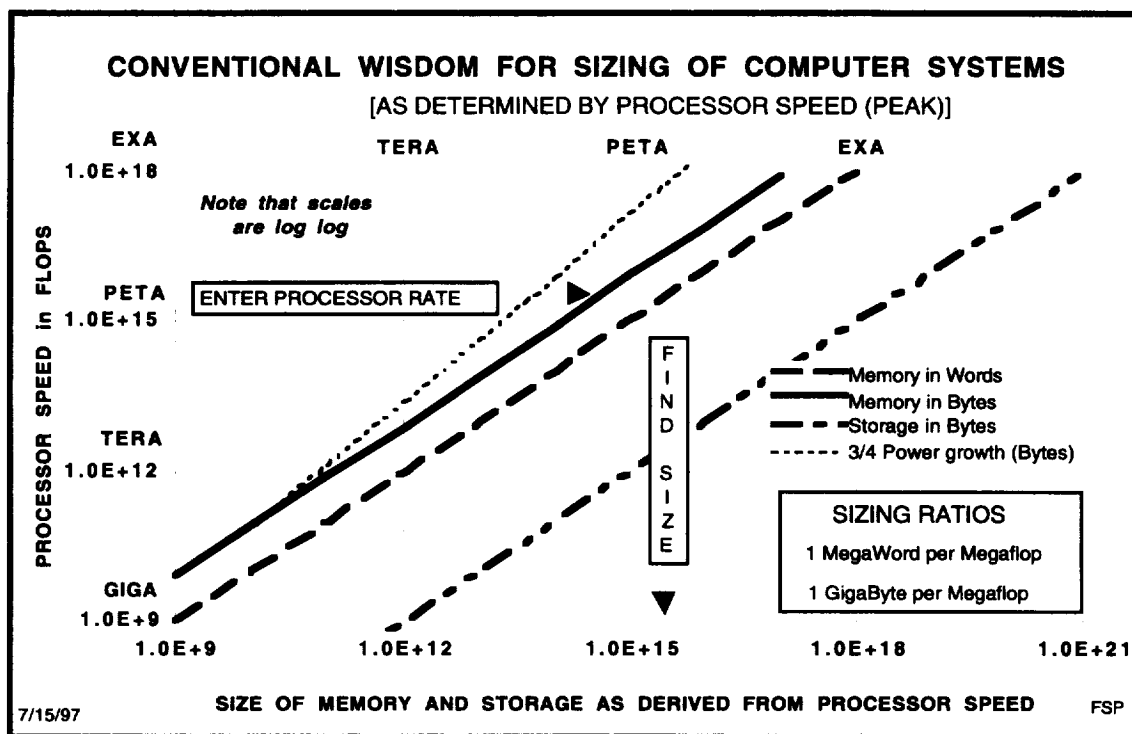 CONVENTIONAL WISDOM FOR SIZING OF COMPUTER SYSTEMS
[AS DETERMINED BY PROCESSOR SPEED (PEAK)]
EXA
TERA
PETA
EXA
1.0E+18
Note that scales
are log log
PROCESSOR SPEED in FLOPS
PETA
ENTER PROCESSOR RATE
1.0E+15
FIND SIZE
Memory in Words
Memory in Bytes
Storage in Bytes
3/4 Power growth (Bytes)
TERA
1.0E+12
SIZING RATIOS
1 MegaWord per Megaflop
1 GigaByte per Megaflop
GIGA
1.0E+9
1.0E+9
1.0E+12
1.0E+15
1.0E+18
1.0E+21
SIZE OF MEMORY AND STORAGE AS DERIVED FROM PROCESSOR SPEED
7/15/97
FSP